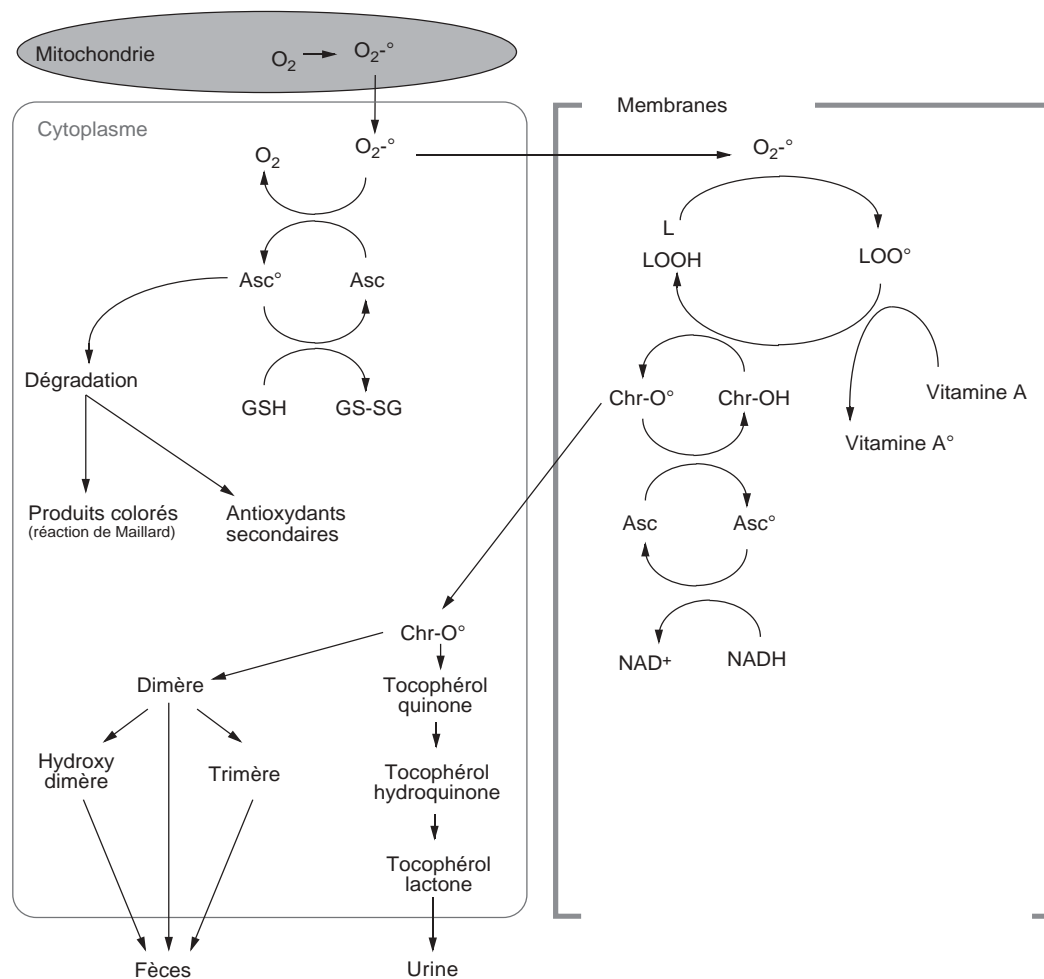 Mitochondrie
O₂
O₂-°
Cytoplasme
Membranes
O₂
O₂-°
O₂-°
L
LOOH
LOO°
Asc°
Asc
Dégradation
GSH
GS-SG
Chr-O°
Chr-OH
Vitamine A
Vitamine A°
Produits colorés
(réaction de Maillard)
Antioxydants
secondaires
Asc
Asc°
Chr-O°
NAD⁺
NADH
Dimère
Tocophérol
quinone
Hydroxy
dimère
Trimère
Tocophérol
hydroquinone
Tocophérol
lactone
Fèces
Urine